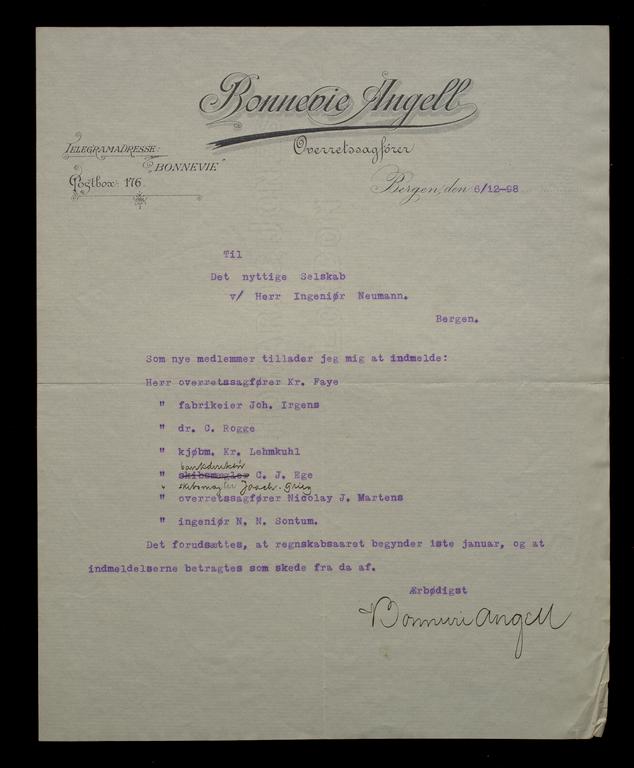 Bonnevie Angell
Overretssagfører
TELEGRAMADRESSE:
"BONNEVIE"
Postbox: 176.
Bergen, den 6/12-98
Til
Det nyttige Selskab
v/ Herr Ingeniør Neumann.
Bergen.
Som nye medlemmer tillader jeg mig at indmelde:
Herr overretssagfører Kr. Faye
" fabrikeier Joh. Irgens
" dr. C. Rogge
" kjøbm. Kr. Lehmkuhl
bankdirektør
" skibsmægler C. J. Ege
" skibsmægler Joach. Grieg
" overretssagfører Nicolay J. Martens
" ingeniør N. N. Sontum.
Det forudsættes, at regnskabsaaret begynder 1ste januar, og at
indmeldelserne betragtes som skede fra da af.
Ærbødigst
Bonnevie Angell